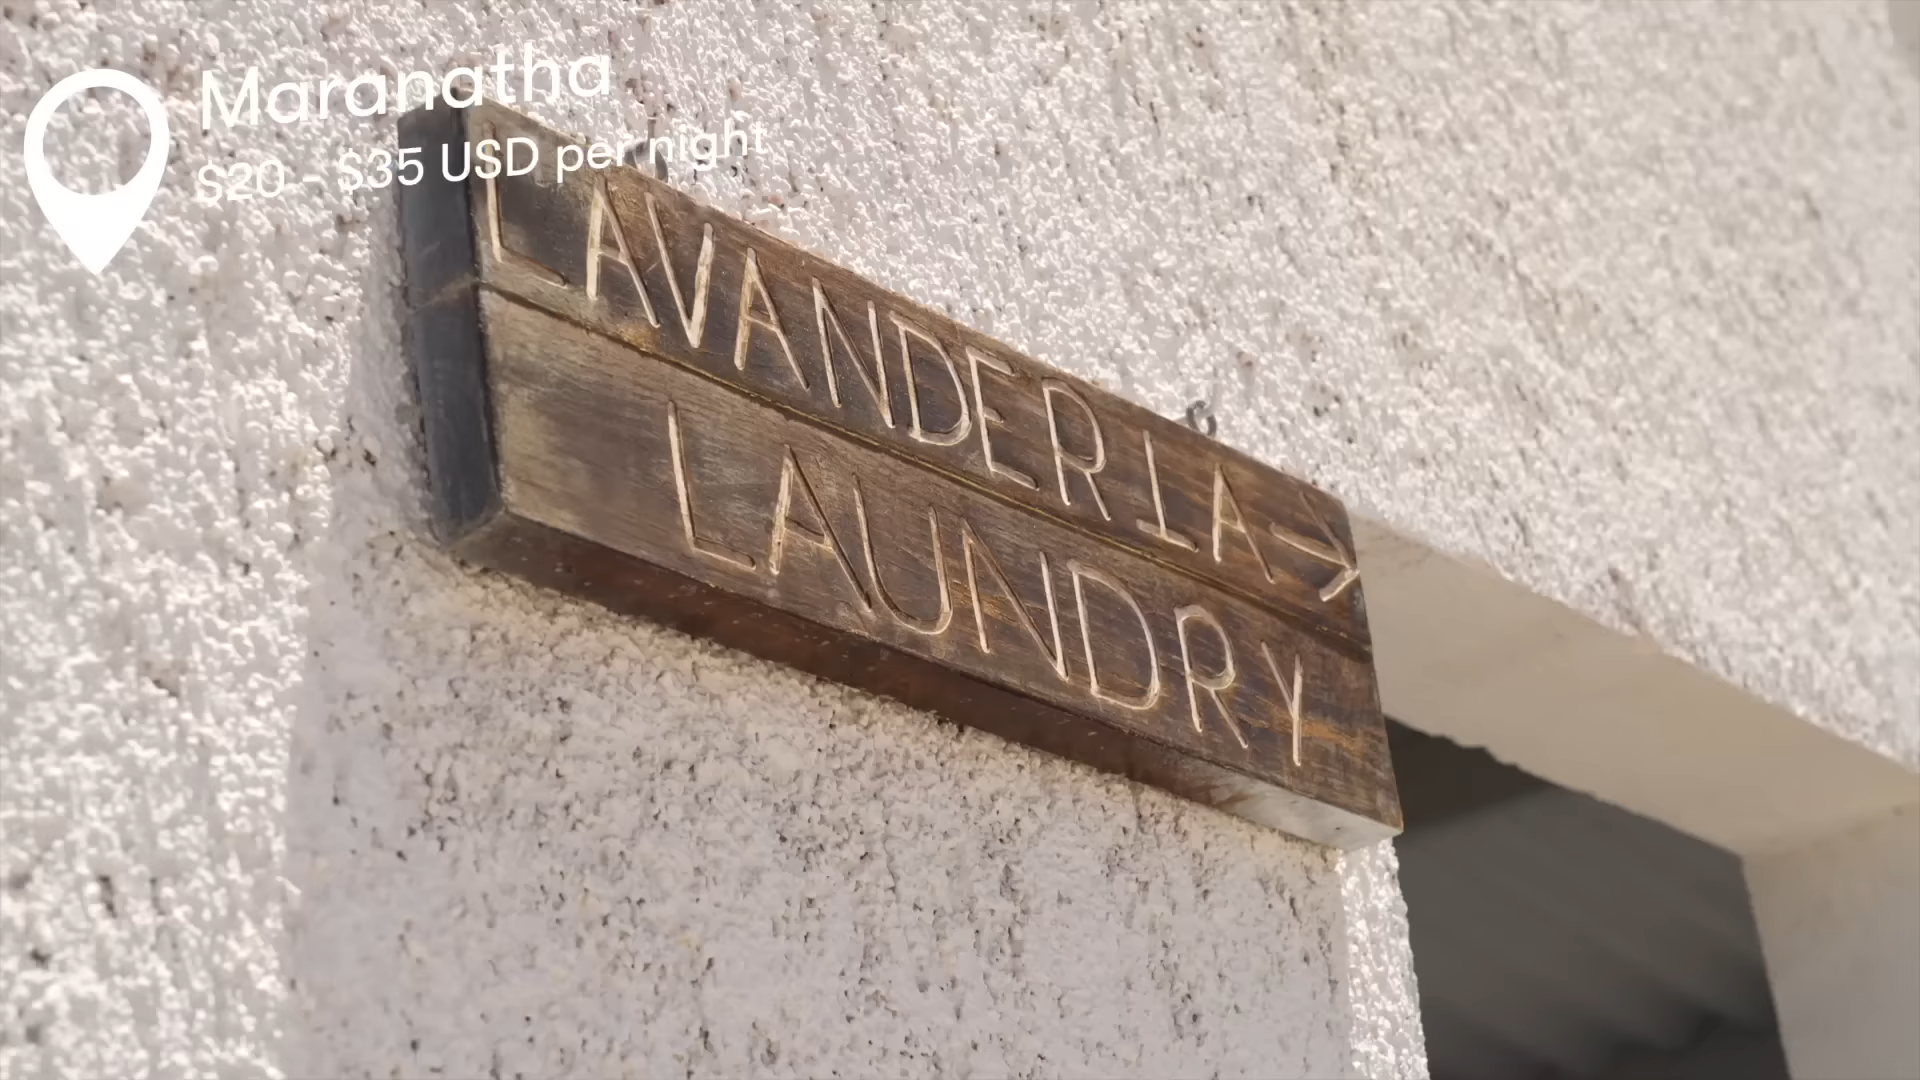 Maranatha
$20 - $35 USD per night
LAVANDERIA→
LAUNDRY